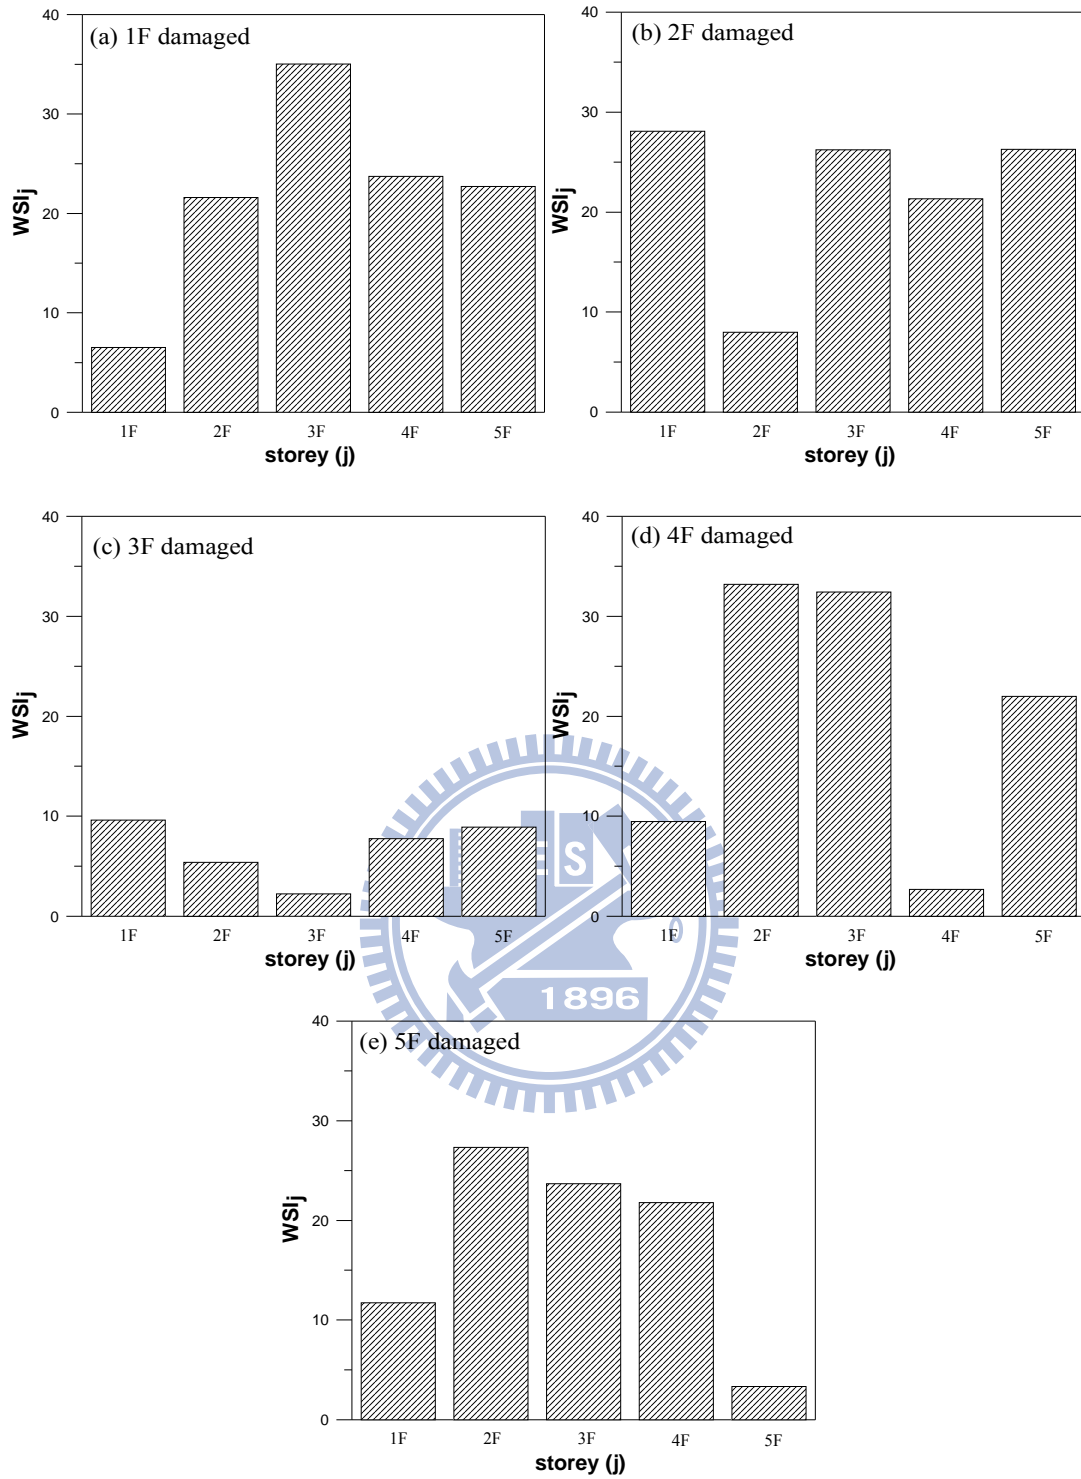 (a) 1F damaged
40
30
20
10
0
WSIj
1F 2F 3F 4F 5F
storey (j)
(b) 2F damaged
40
30
20
10
0
WSIj
1F 2F 3F 4F 5F
storey (j)
(c) 3F damaged
40
30
20
10
0
WSIj
1F 2F 3F 4F 5F
storey (j)
(d) 4F damaged
40
30
20
10
0
WSIj
1F 2F 3F 4F 5F
storey (j)
E S
1896
(e) 5F damaged
40
30
20
10
0
WSIj
1F 2F 3F 4F 5F
storey (j)